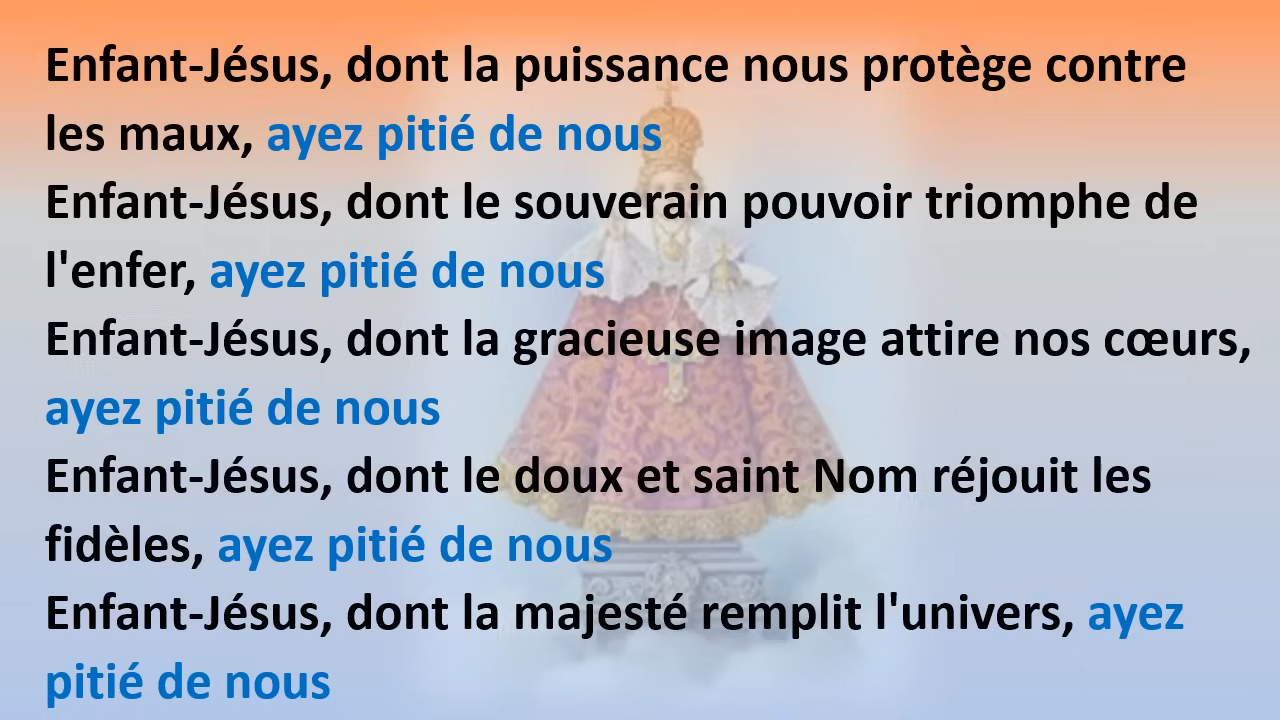 Enfant-Jésus, dont la puissance nous protège contre
les maux, ayez pitié de nous
Enfant-Jésus, dont le souverain pouvoir triomphe de
l'enfer, ayez pitié de nous
Enfant-Jésus, dont la gracieuse image attire nos cœurs,
ayez pitié de nous
Enfant-Jésus, dont le doux et saint Nom réjouit les
fidèles, ayez pitié de nous
Enfant-Jésus, dont la majesté remplit l'univers, ayez
pitié de nous